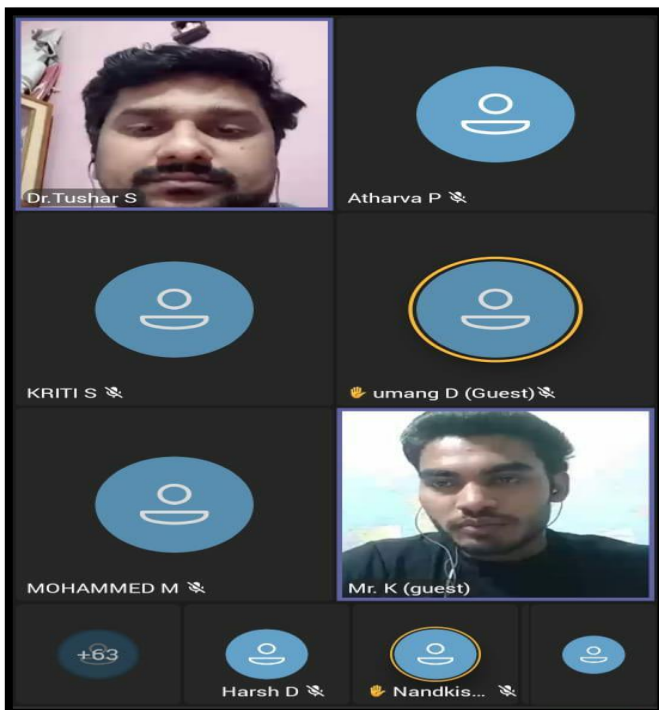 Dr.Tushar S
Atharva P
KRITI S
umang D (Guest)
MOHAMMED M
Mr. K (guest)
+63
Harsh D
Nandkis...